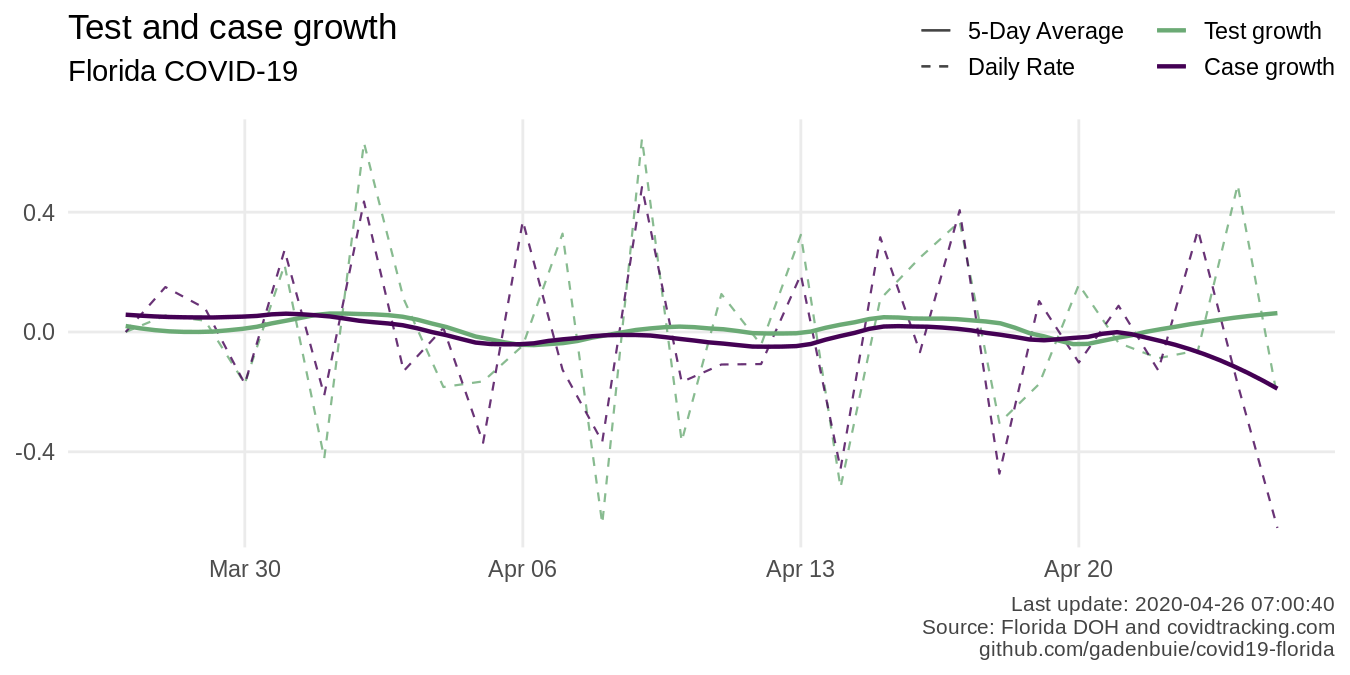 Test and case growth
Florida COVID-19
5-Day Average
Test growth
Daily Rate
Case growth
0.4
0.0
-0.4
Mar 30
Apr 06
Apr 13
Apr 20
Last update: 2020-04-26 07:00:40
Source: Florida DOH and covidtracking.com
github.com/gadenbuie/covid19-florida